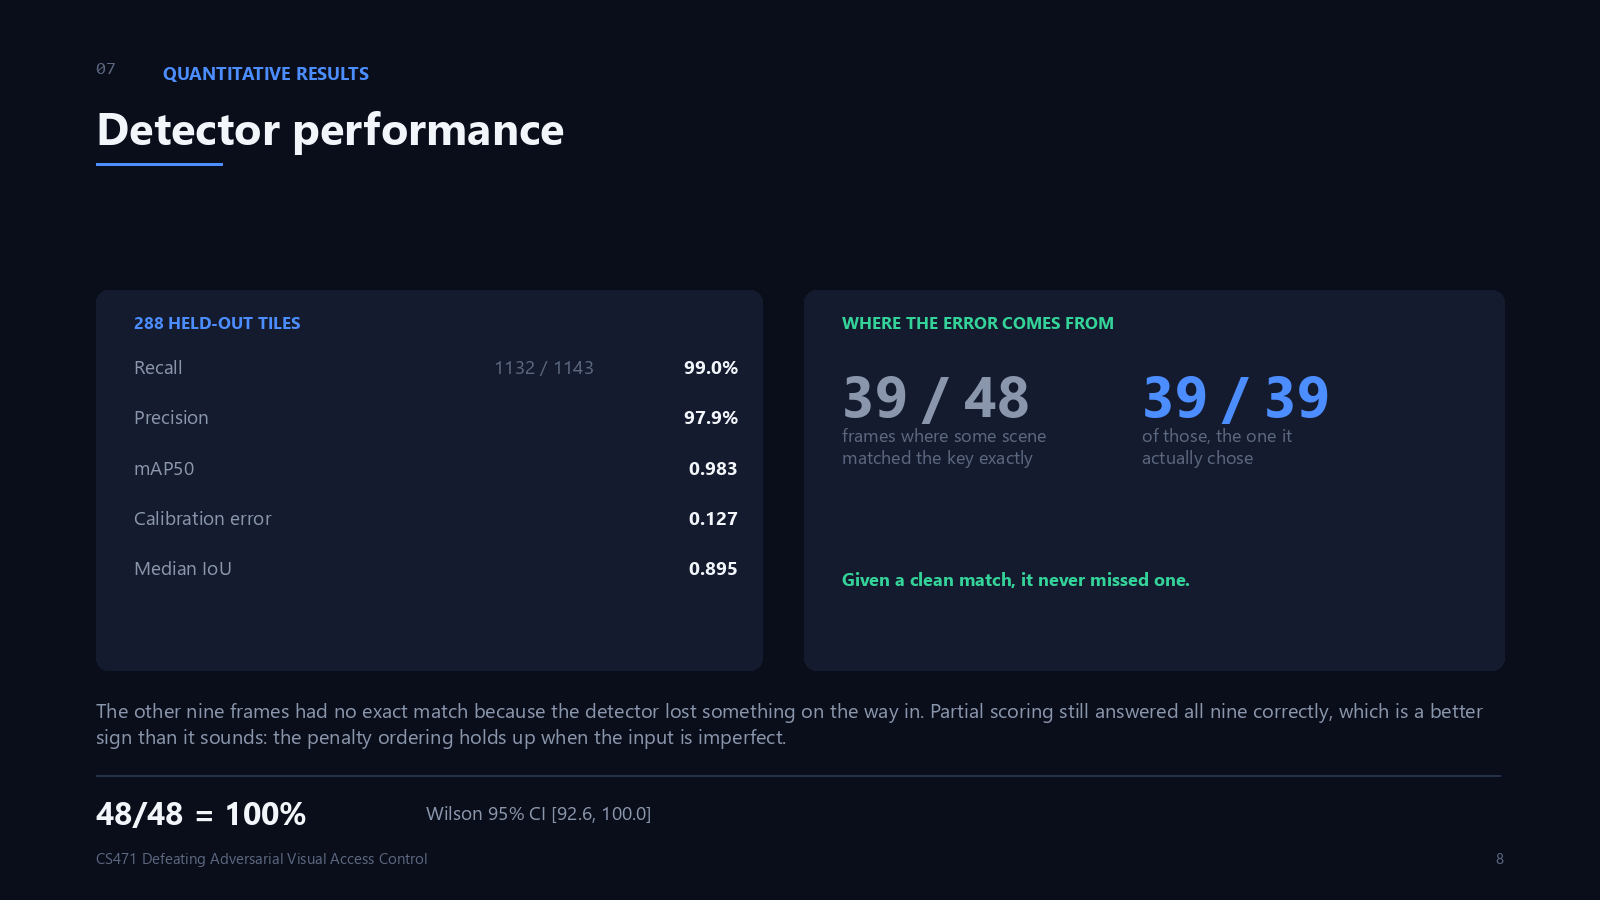 07
QUANTITATIVE RESULTS
Detector performance
288 HELD-OUT TILES
Recall 1132 / 1143 99.0%
Precision 97.9%
mAP50 0.983
Calibration error 0.127
Median IoU 0.895
WHERE THE ERROR COMES FROM
39 / 48
frames where some scene
matched the key exactly
39 / 39
of those, the one it
actually chose
Given a clean match, it never missed one.
The other nine frames had no exact match because the detector lost something on the way in. Partial scoring still answered all nine correctly, which is a better
sign than it sounds: the penalty ordering holds up when the input is imperfect.
48/48 = 100%
Wilson 95% CI [92.6, 100.0]
CS471 Defeating Adversarial Visual Access Control
8